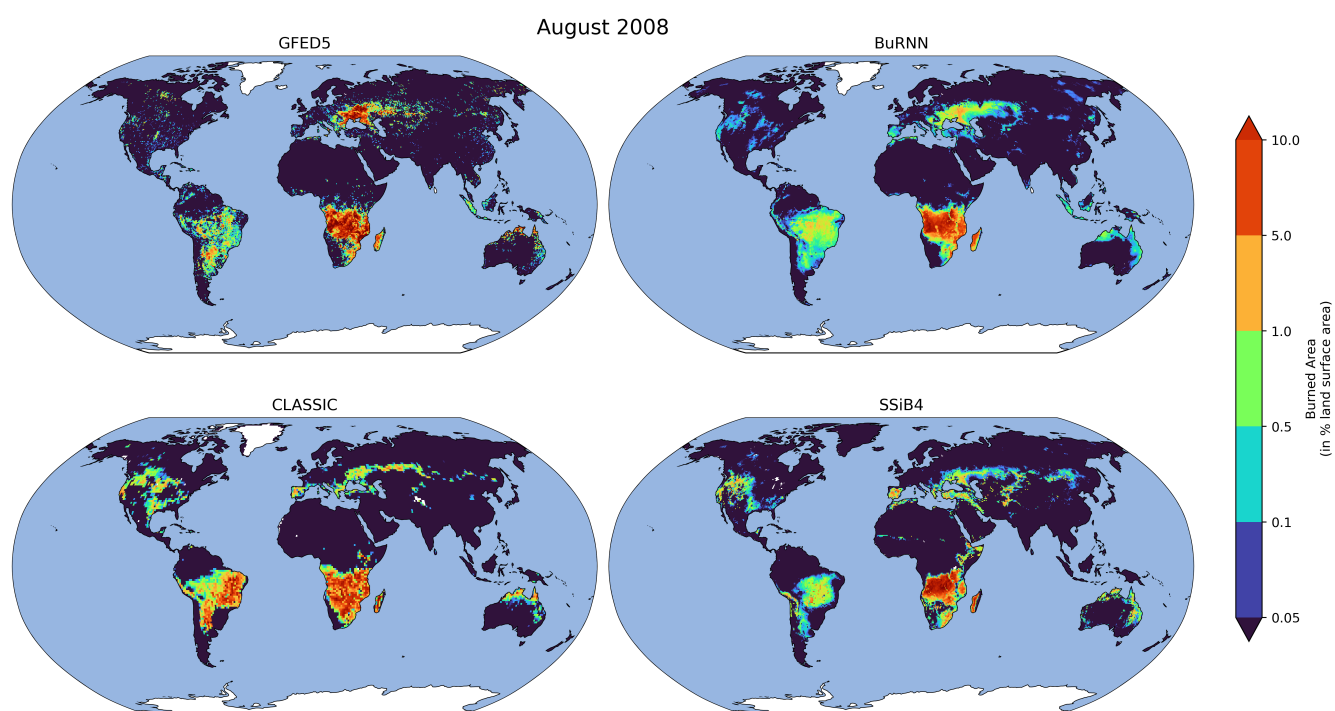 August 2008
GFED5
BuRNN
CLASSIC
SSiB4
10.0
5.0
1.0
0.5
0.1
0.05
Burned Area
(in % land surface area)